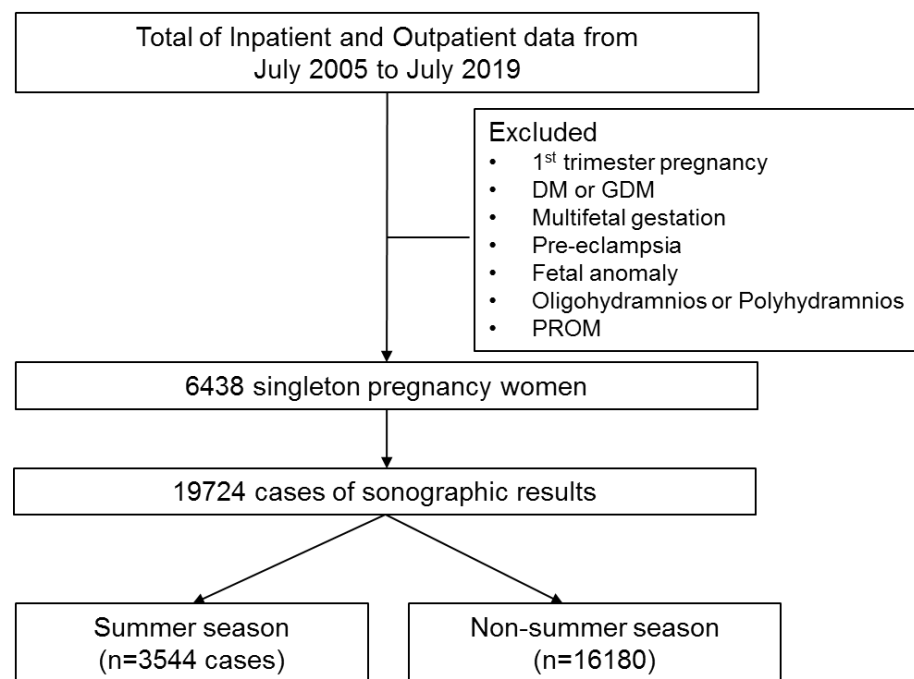 Total of Inpatient and Outpatient data from
July 2005 to July 2019
Excluded
• 1st trimester pregnancy
• DM or GDM
• Multifetal gestation
• Pre-eclampsia
• Fetal anomaly
• Oligohydramnios or Polyhydramnios
• PROM
6438 singleton pregnancy women
19724 cases of sonographic results
Summer season
(n=3544 cases)
Non-summer season
(n=16180)